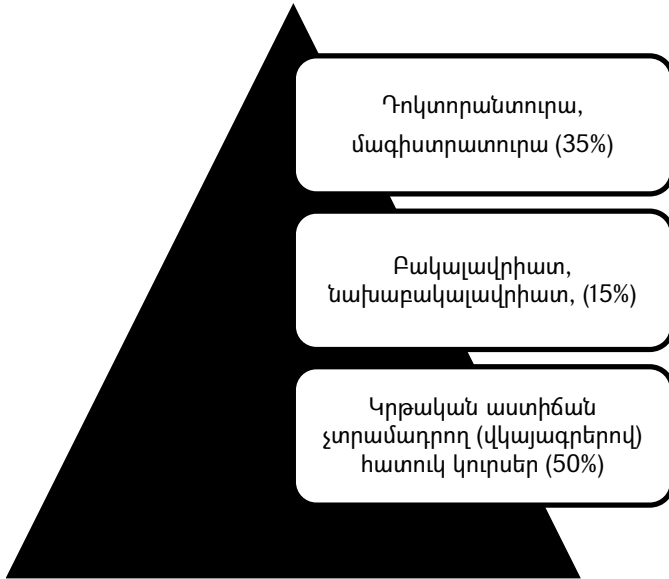 Դոկտորանտուրա,
մագիստրատուրա (35%)
Բակալավրիատ,
նախաբակալավրիատ, (15%)
Կրթական աստիճան
չտրամադրող (վկայագրերով)
հատուկ կուրսեր (50%)